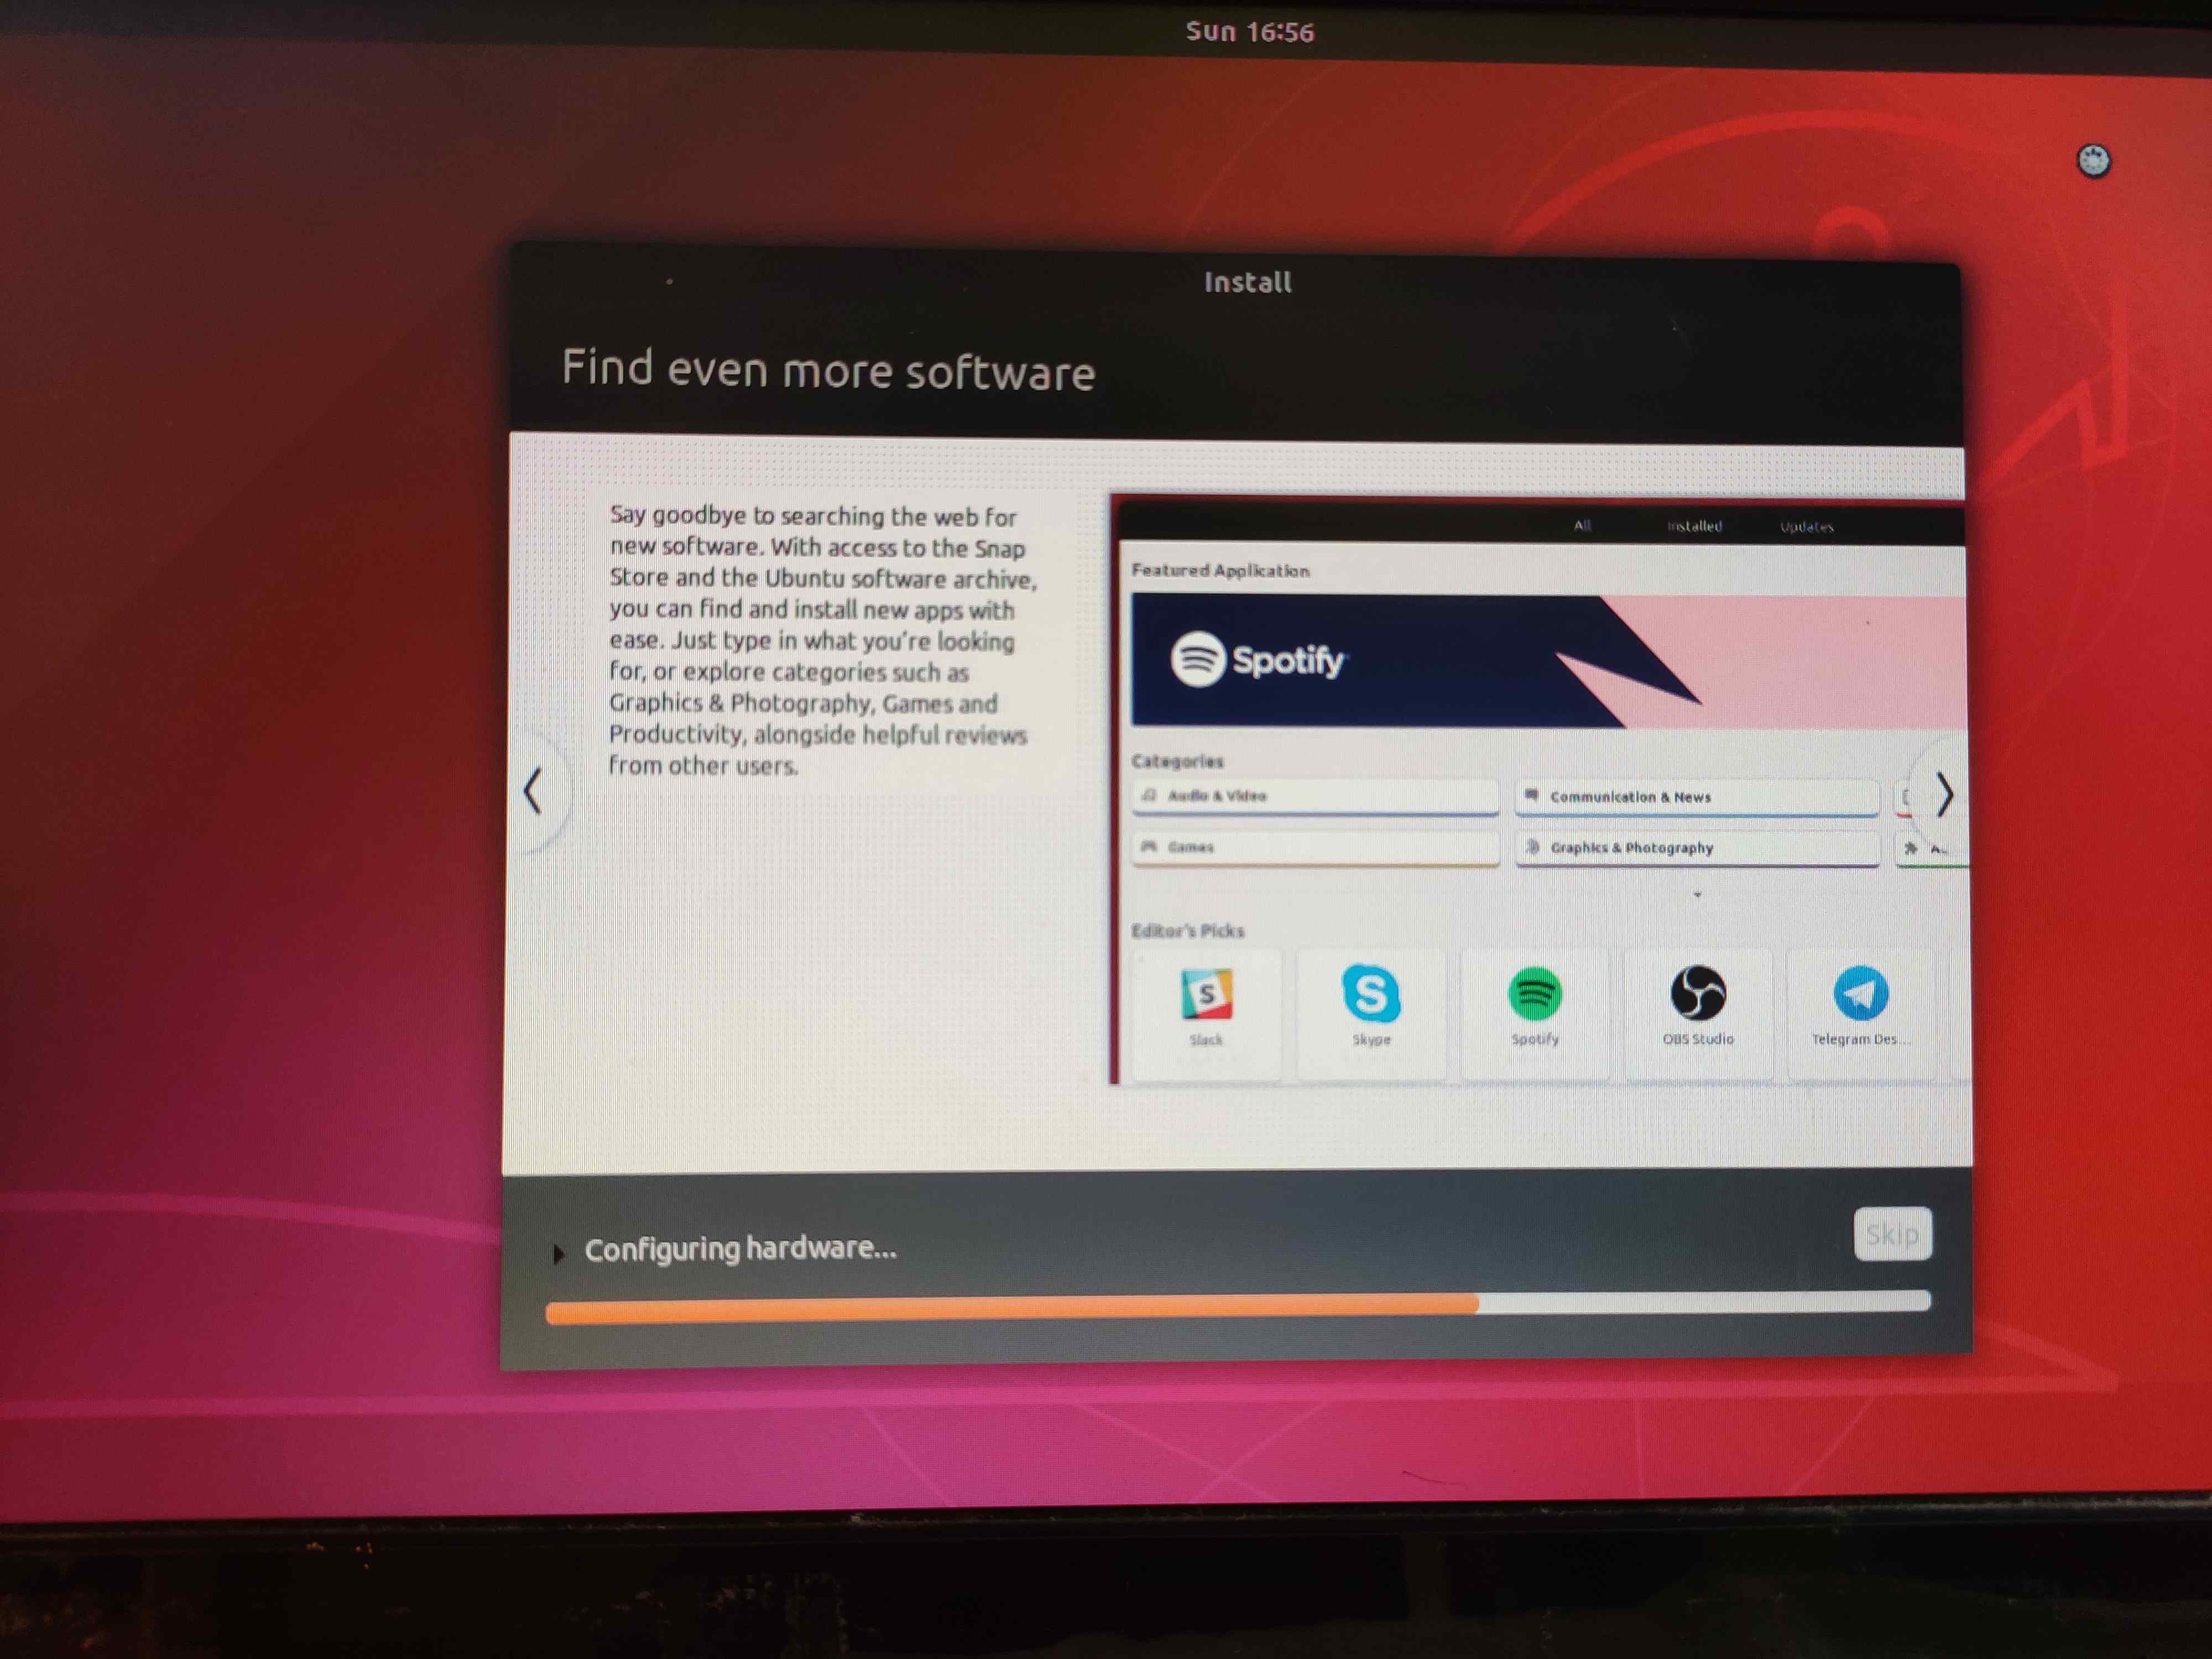 Sun 16:56
Install
Find even more software
Say goodbye to searching the web for
new software. With access to the Snap
Store and the Ubuntu software archive,
you can find and install new apps with
ease. Just type in what you're looking
for, or explore categories such as
Graphics & Photography, Games and
Productivity, alongside helpful reviews
from other users.
All Installed Updates
Featured Application
Spotify
Categories
Audio & Video Communication & News
Games Graphics & Photography A...
Editor's Picks
S S
Slack Skype Spotify OBS Studio Telegram Des...
Configuring hardware...
Skip